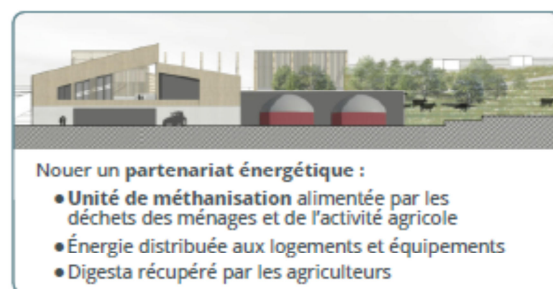 Nouer un partenariat énergétique :
● Unité de méthanisation alimentée par les
déchets des ménages et de l'activité agricole
● Énergie distribuée aux logements et équipements
● Digesta récupéré par les agriculteurs